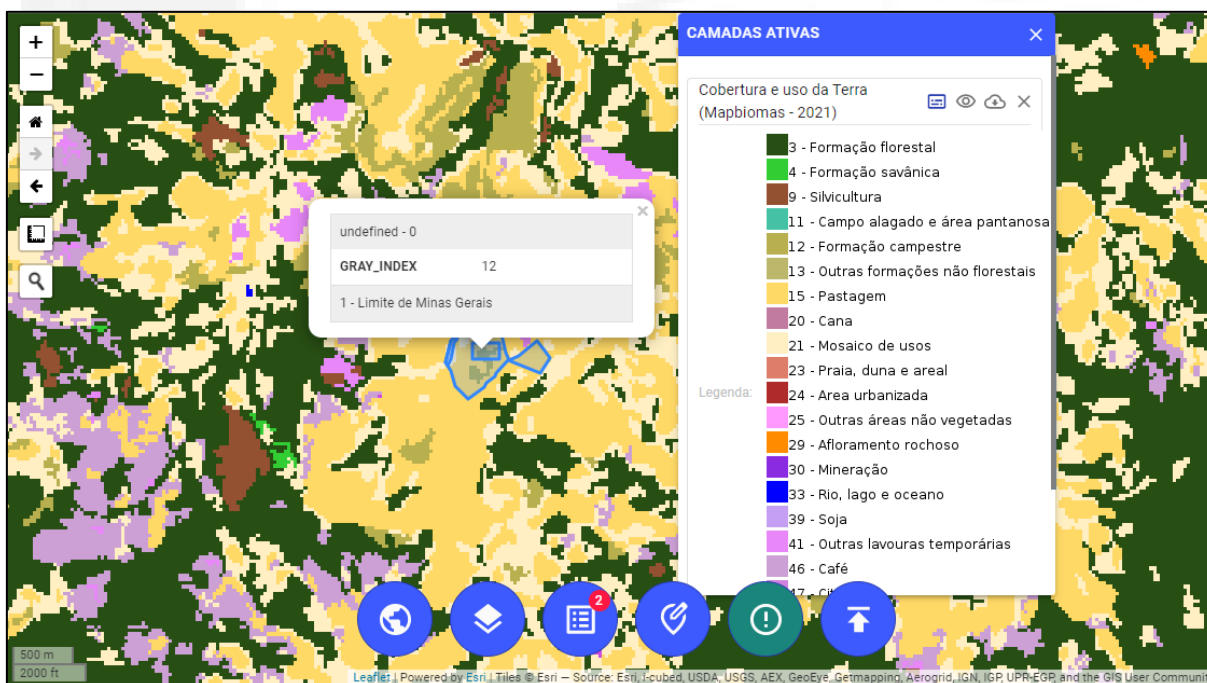 +
−
CAMADAS ATIVAS
×
Cobertura e uso da Terra
(Mapbiomas - 2021)
3 - Formação florestal
4 - Formação savânica
9 - Silvicultura
11 - Campo alagado e área pantanosa
12 - Formação campestre
13 - Outras formações não florestais
15 - Pastagem
20 - Cana
21 - Mosaico de usos
23 - Praia, duna e areal
Legenda:
24 - Area urbanizada
25 - Outras áreas não vegetadas
29 - Afloramento rochoso
30 - Mineração
33 - Rio, lago e oceano
39 - Soja
41 - Outras lavouras temporárias
46 - Café
undefined - 0
GRAY_INDEX 12
1 - Limite de Minas Gerais
2
500 m
2000 ft
Leaflet | Powered by Esri | Tiles © Esri — Source: Esri, i-cubed, USDA, USGS, AEX, GeoEye, Getmapping, Aerogrid, IGN, IGP, UPR-EGP, and the GIS User Communit